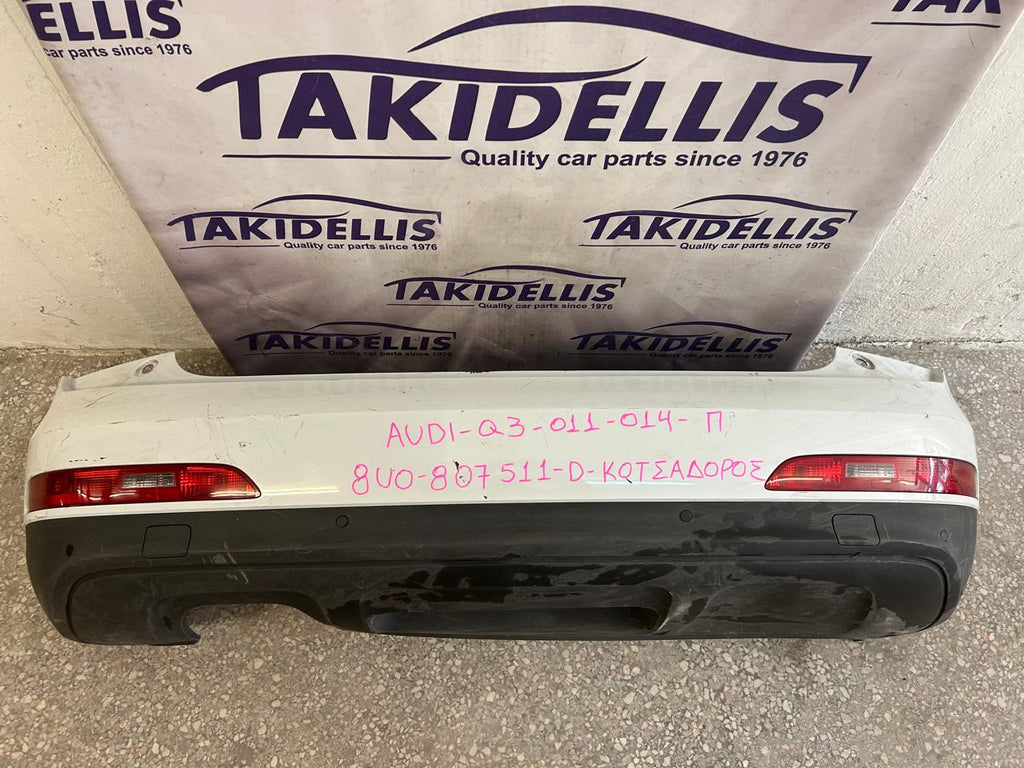 ELLIS
car parts since 1976
TAK
TAKIDELLIS
Quality car parts since 1976
TAKIDELLIS
Quality car parts since 1976
TAKIDELLIS
Quality car parts since 1976
TAKIDELLIS
Quality car parts since 1976
TAKIDELLIS
Quality car parts since 1976
TAKIDELLIS
Quality car parts since 1976
AUDI-Q3-011-014-Π
8U0-807511-D-ΚΟΤΣΑΔΟΡΟΣ